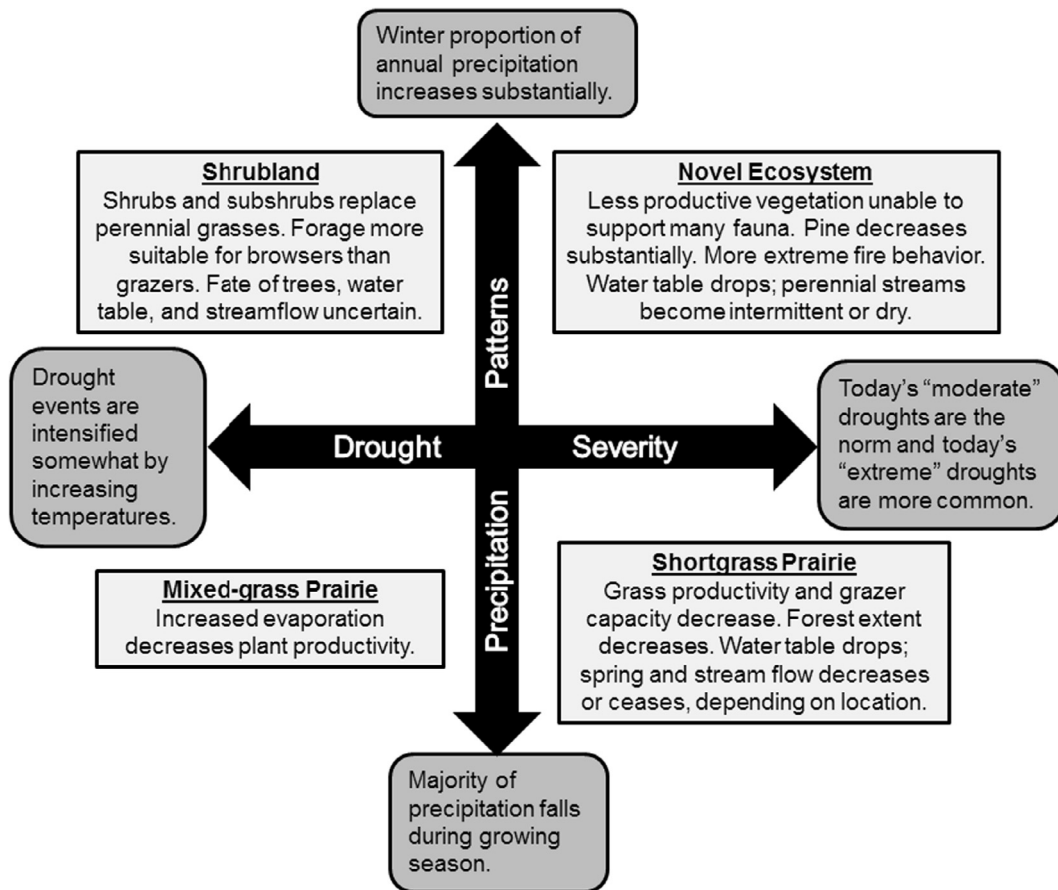 Winter proportion of
annual precipitation
increases substantially.
Shrubland
Shrubs and subshrubs replace
perennial grasses. Forage more
suitable for browsers than
grazers. Fate of trees, water
table, and streamflow uncertain.
Novel Ecosystem
Less productive vegetation unable to
support many fauna. Pine decreases
substantially. More extreme fire behavior.
Water table drops; perennial streams
become intermittent or dry.
Drought
events are
intensified
somewhat by
increasing
temperatures.
Drought Severity
Precipitation Patterns
Today's “moderate”
droughts are the
norm and today's
“extreme” droughts
are more common.
Mixed-grass Prairie
Increased evaporation
decreases plant productivity.
Shortgrass Prairie
Grass productivity and grazer
capacity decrease. Forest extent
decreases. Water table drops;
spring and stream flow decreases
or ceases, depending on location.
Majority of
precipitation falls
during growing
season.